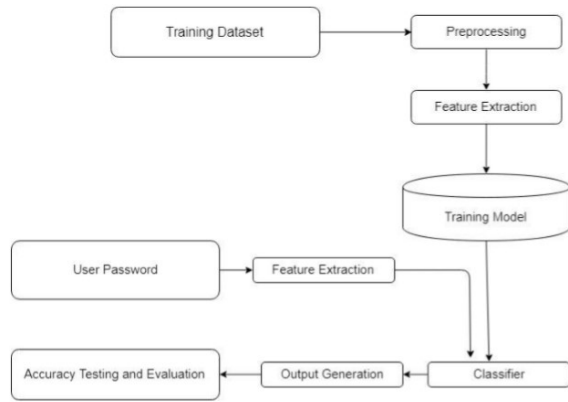 Training Dataset
Preprocessing
Feature Extraction
Training Model
User Password
Feature Extraction
Accuracy Testing and Evaluation
Output Generation
Classifier